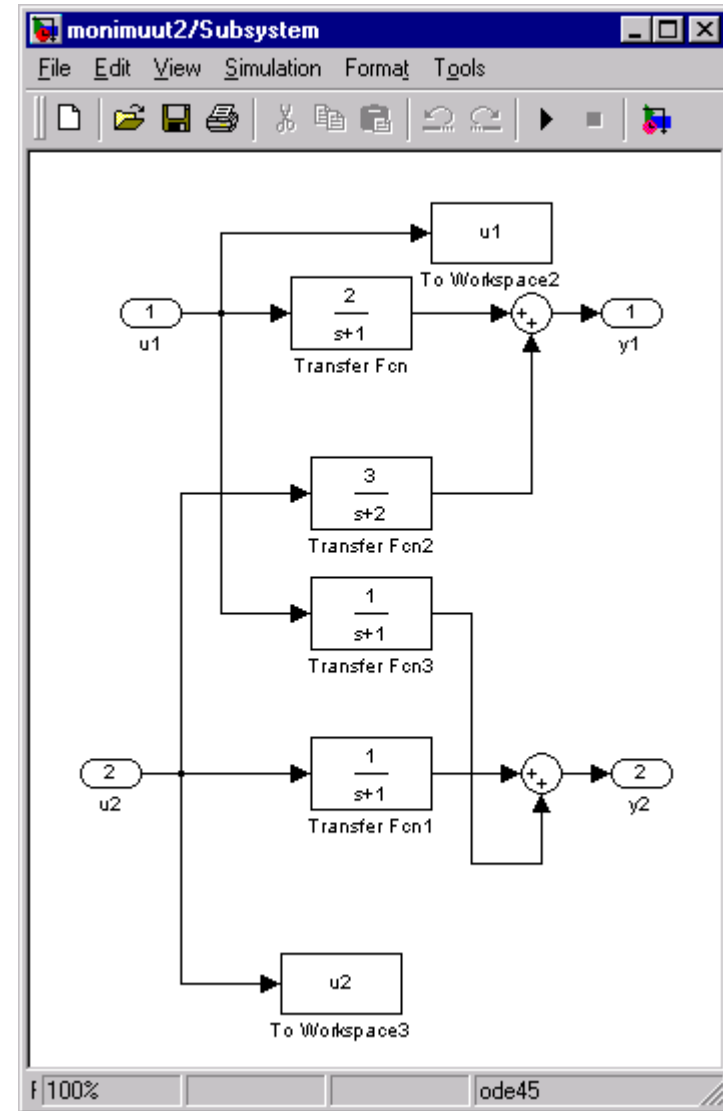 monimuut2/Subsystem
File Edit View Simulation Format Tools
u1
To Workspace2
1
u1
2
s+1
Transfer Fcn
+
+
1
y1
3
s+2
Transfer Fcn2
1
s+1
Transfer Fcn3
2
u2
1
s+1
Transfer Fcn1
+
+
2
y2
u2
To Workspace3
100% ode45